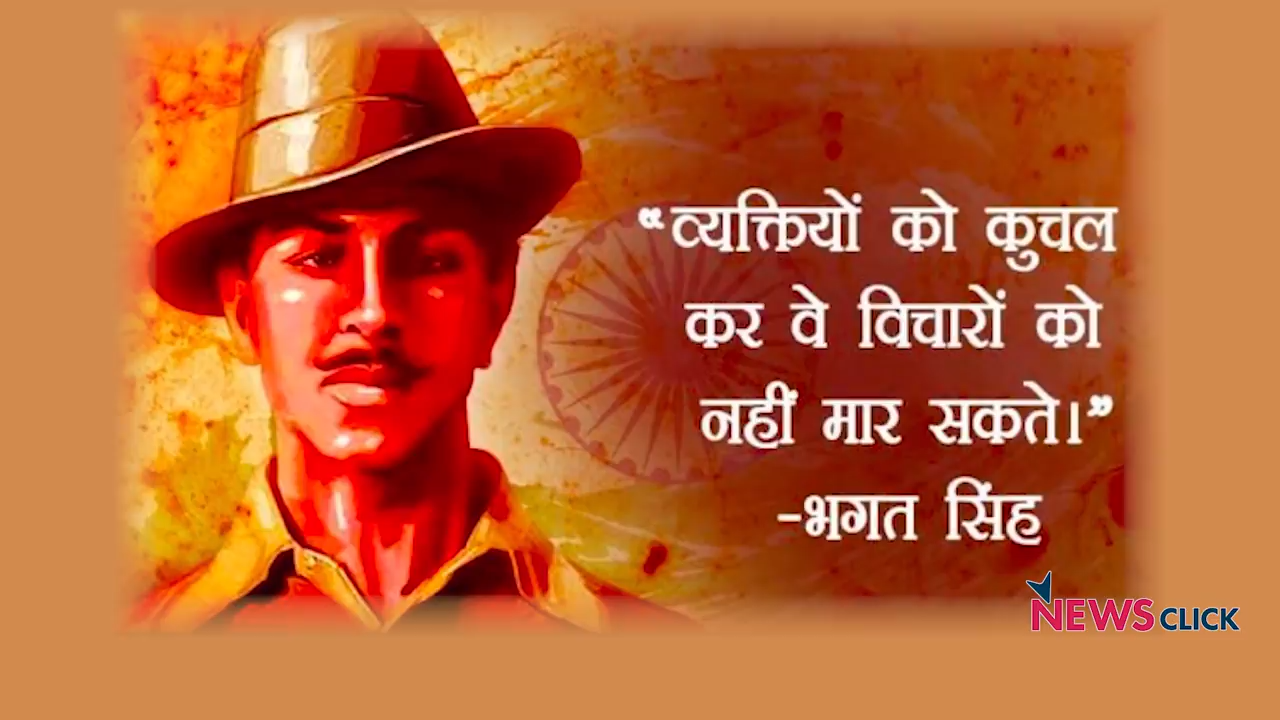 “व्यक्तियों को कुचल
कर वे विचारों को
नहीं मार सकते।”
-भगत सिंह
NEWSCLICK